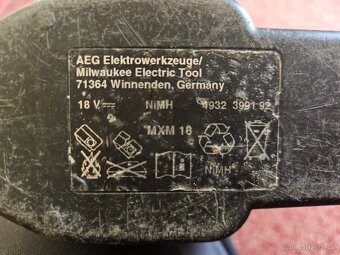 AEG Elektrowerkzeuge/
Milwaukee Electric Tool
71364 Winnenden, Germany
18 V⎓ NiMH 4932 3991 92
MXM 18
NiMH